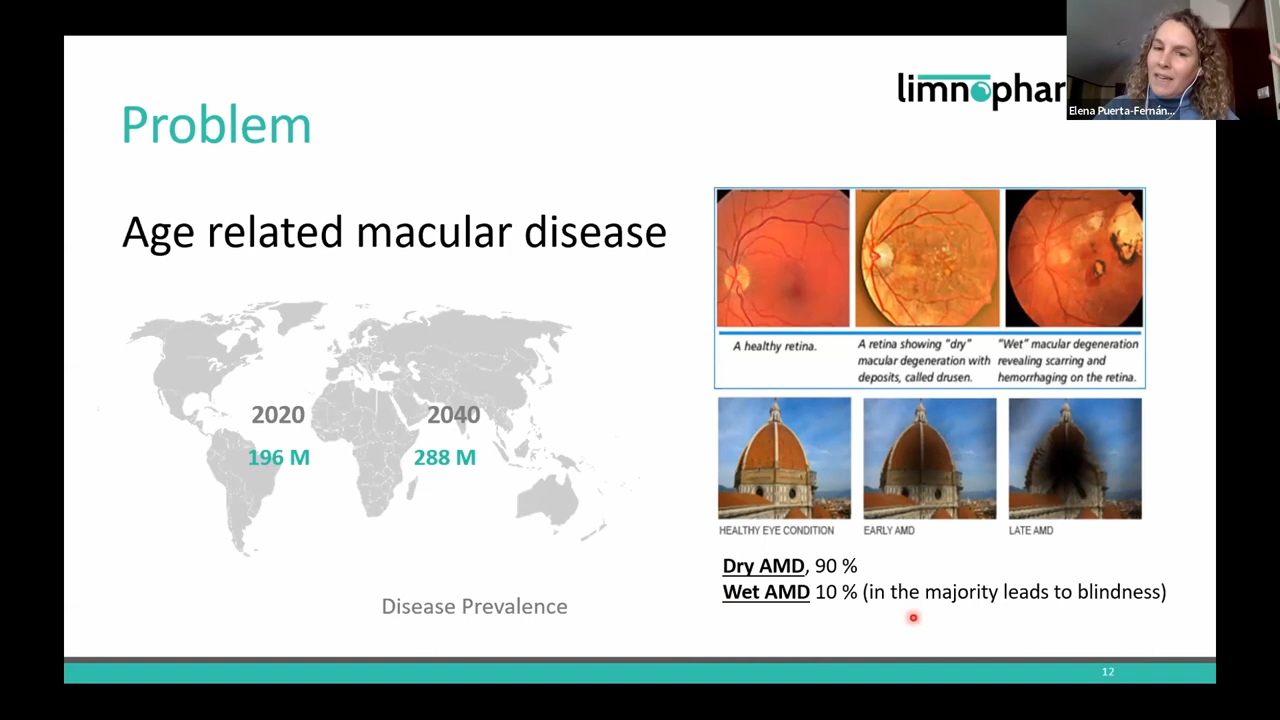 limnophar
Elena Puerta-Fernán...
Problem
Age related macular disease
2020
2040
196 M
288 M
Disease Prevalence
A healthy retina.
A retina showing "dry"
macular degeneration with
deposits, called drusen.
"Wet" macular degeneration
revealing scarring and
hemorrhaging on the retina.
HEALTHY EYE CONDITION
EARLY AMD
LATE AMD
Dry AMD, 90 %
Wet AMD 10 % (in the majority leads to blindness)
12